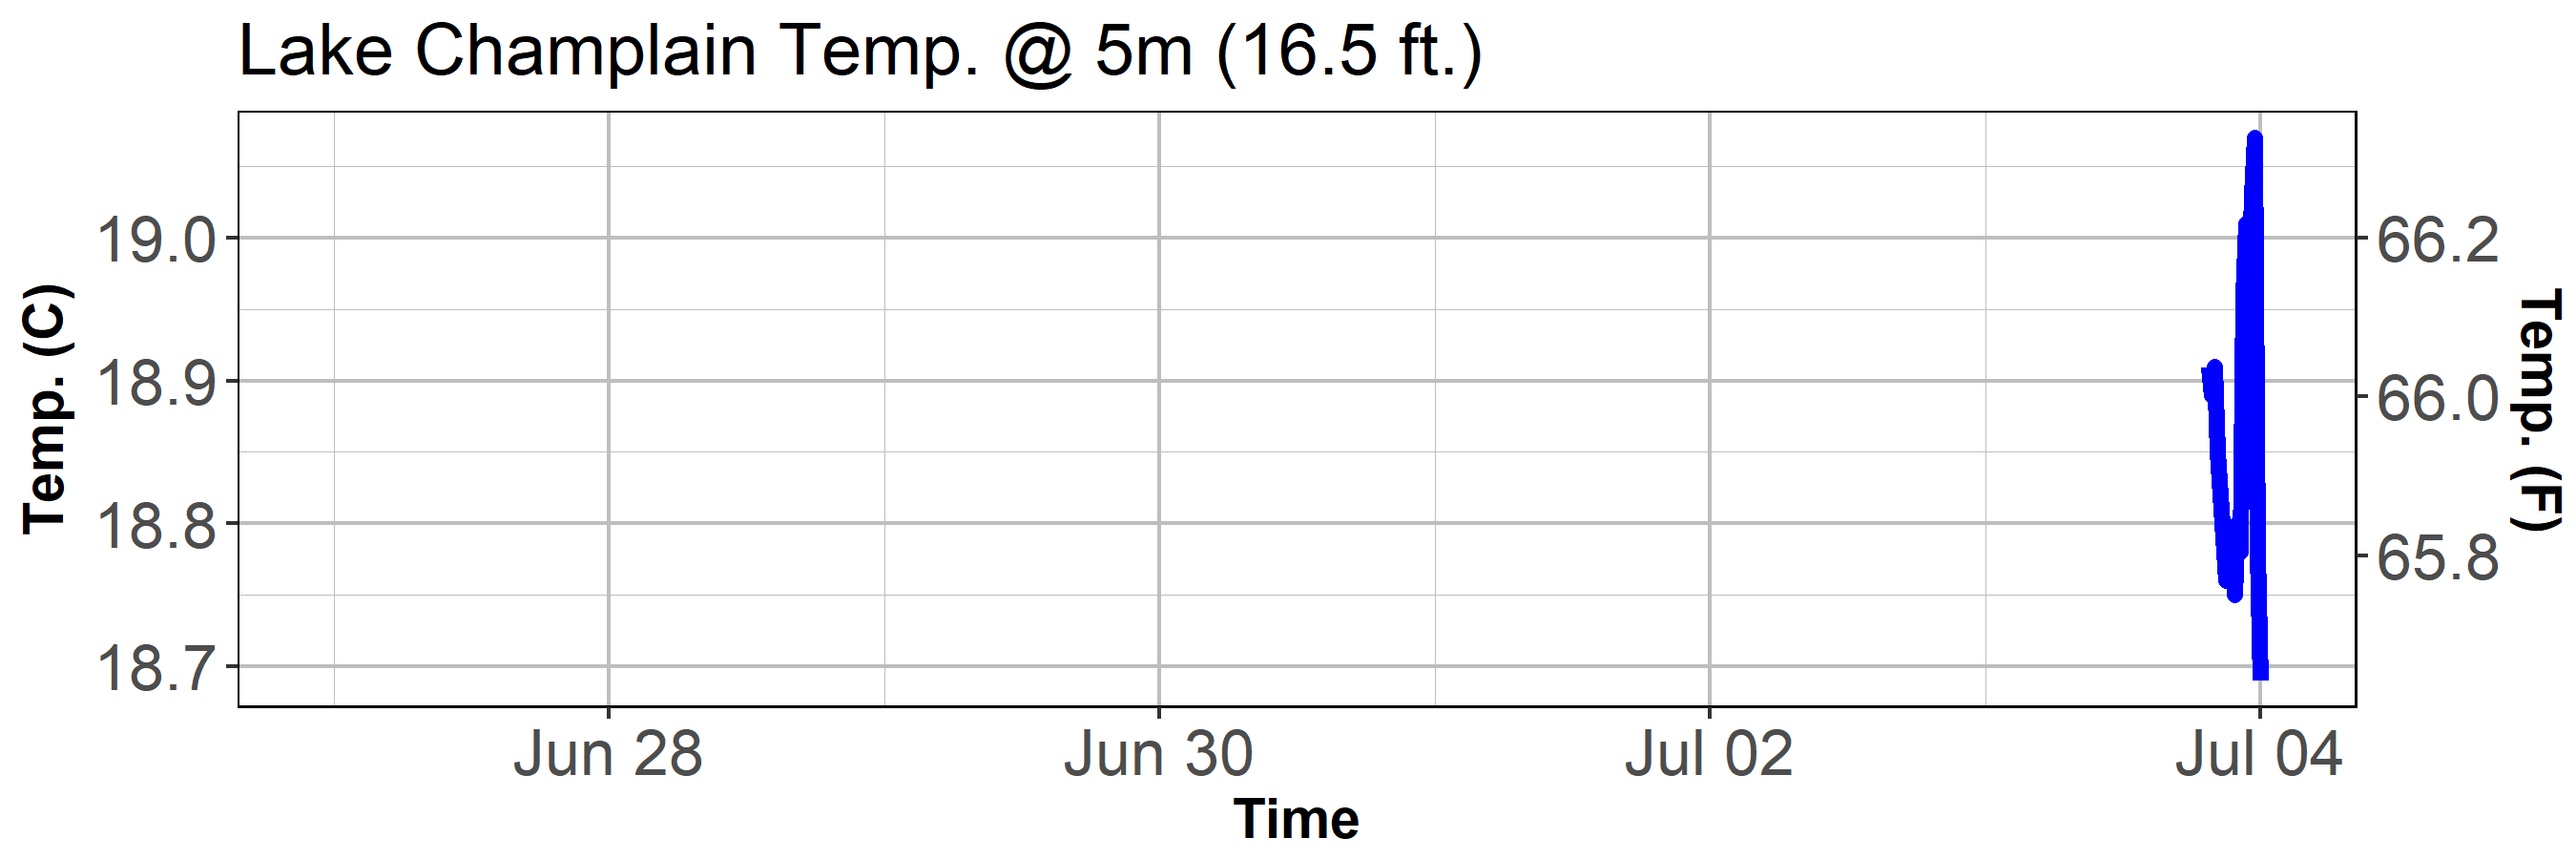 Lake Champlain Temp. @ 5m (16.5 ft.)
Temp. (C)
19.0
18.9
18.8
18.7
66.2
66.0
65.8
Temp. (F)
Jun 28 Jun 30 Jul 02 Jul 04
Time